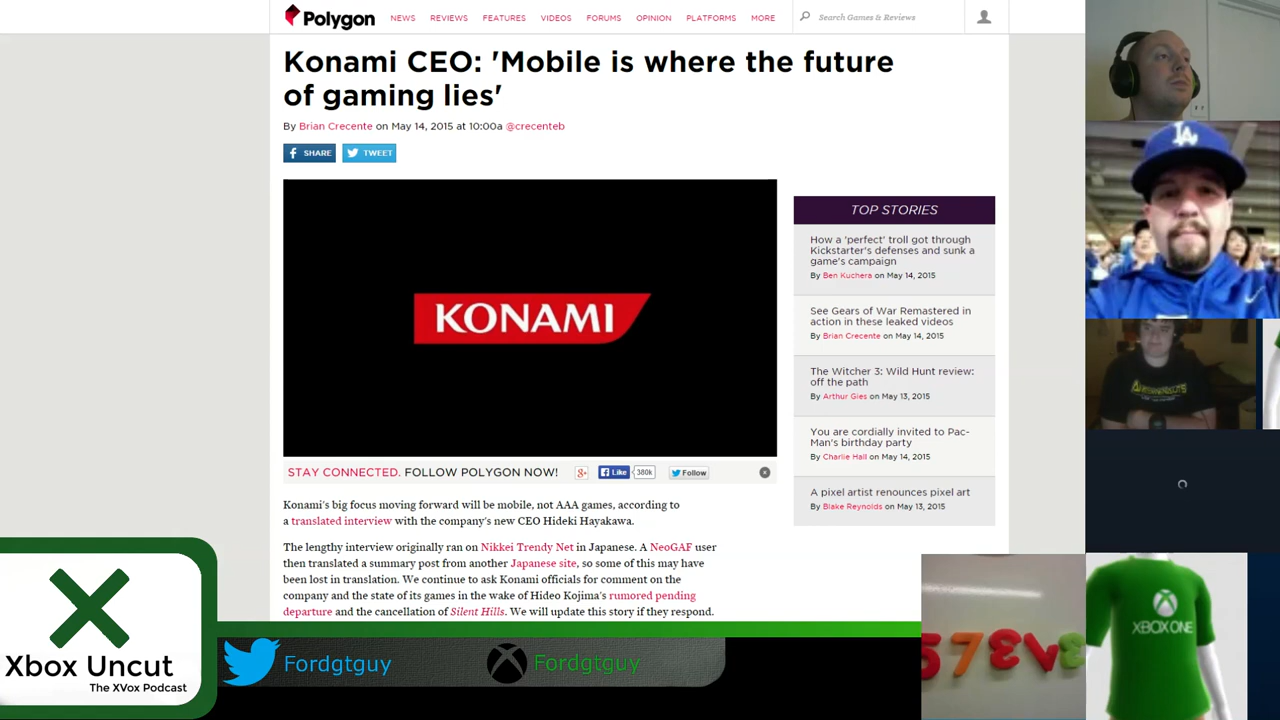 Polygon
NEWS REVIEWS FEATURES VIDEOS FORUMS OPINION PLATFORMS MORE
Search Games & Reviews
Konami CEO: 'Mobile is where the future
of gaming lies'
By Brian Crecente on May 14, 2015 at 10:00a @crecenteb
SHARE TWEET
KONAMI
STAY CONNECTED. FOLLOW POLYGON NOW! Like 380k Follow
Konami's big focus moving forward will be mobile, not AAA games, according to
a translated interview with the company's new CEO Hideki Hayakawa.
The lengthy interview originally ran on Nikkei Trendy Net in Japanese. A NeoGAF user
then translated a summary post from another Japanese site, so some of this may have
been lost in translation. We continue to ask Konami officials for comment on the
company and the state of its games in the wake of Hideo Kojima's rumored pending
departure and the cancellation of Silent Hills. We will update this story if they respond.
TOP STORIES
How a 'perfect' troll got through
Kickstarter's defenses and sunk a
game's campaign
By Ben Kuchera on May 14, 2015
See Gears of War Remastered in
action in these leaked videos
By Brian Crecente on May 14, 2015
The Witcher 3: Wild Hunt review:
off the path
By Arthur Gies on May 13, 2015
You are cordially invited to Pac-
Man's birthday party
By Charlie Hall on May 14, 2015
A pixel artist renounces pixel art
By Blake Reynolds on May 13, 2015
LA
XBOX ONE
Xbox Uncut
The XVox Podcast
Fordgtguy
Fordgtguy